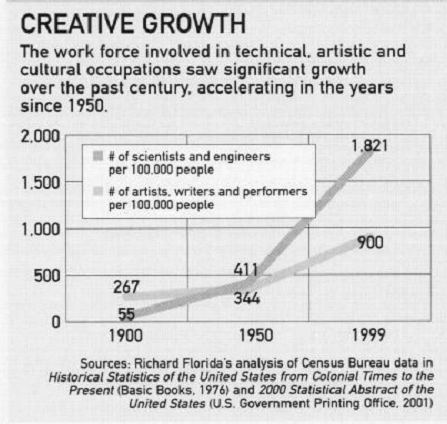 CREATIVE GROWTH
The work force involved in technical, artistic and
cultural occupations saw significant growth
over the past century, accelerating in the years
since 1950.
2,000
1,500
1,000
500
0
# of scientists and engineers
per 100,000 people
# of artists, writers and performers
per 100,000 people
1,821
900
411
344
267
55
1900
1950
1999
Sources: Richard Florida's analysis of Census Bureau data in
Historical Statistics of the United States from Colonial Times to the
Present (Basic Books, 1976) and 2000 Statistical Abstract of the
United States (U.S. Government Printing Office, 2001)